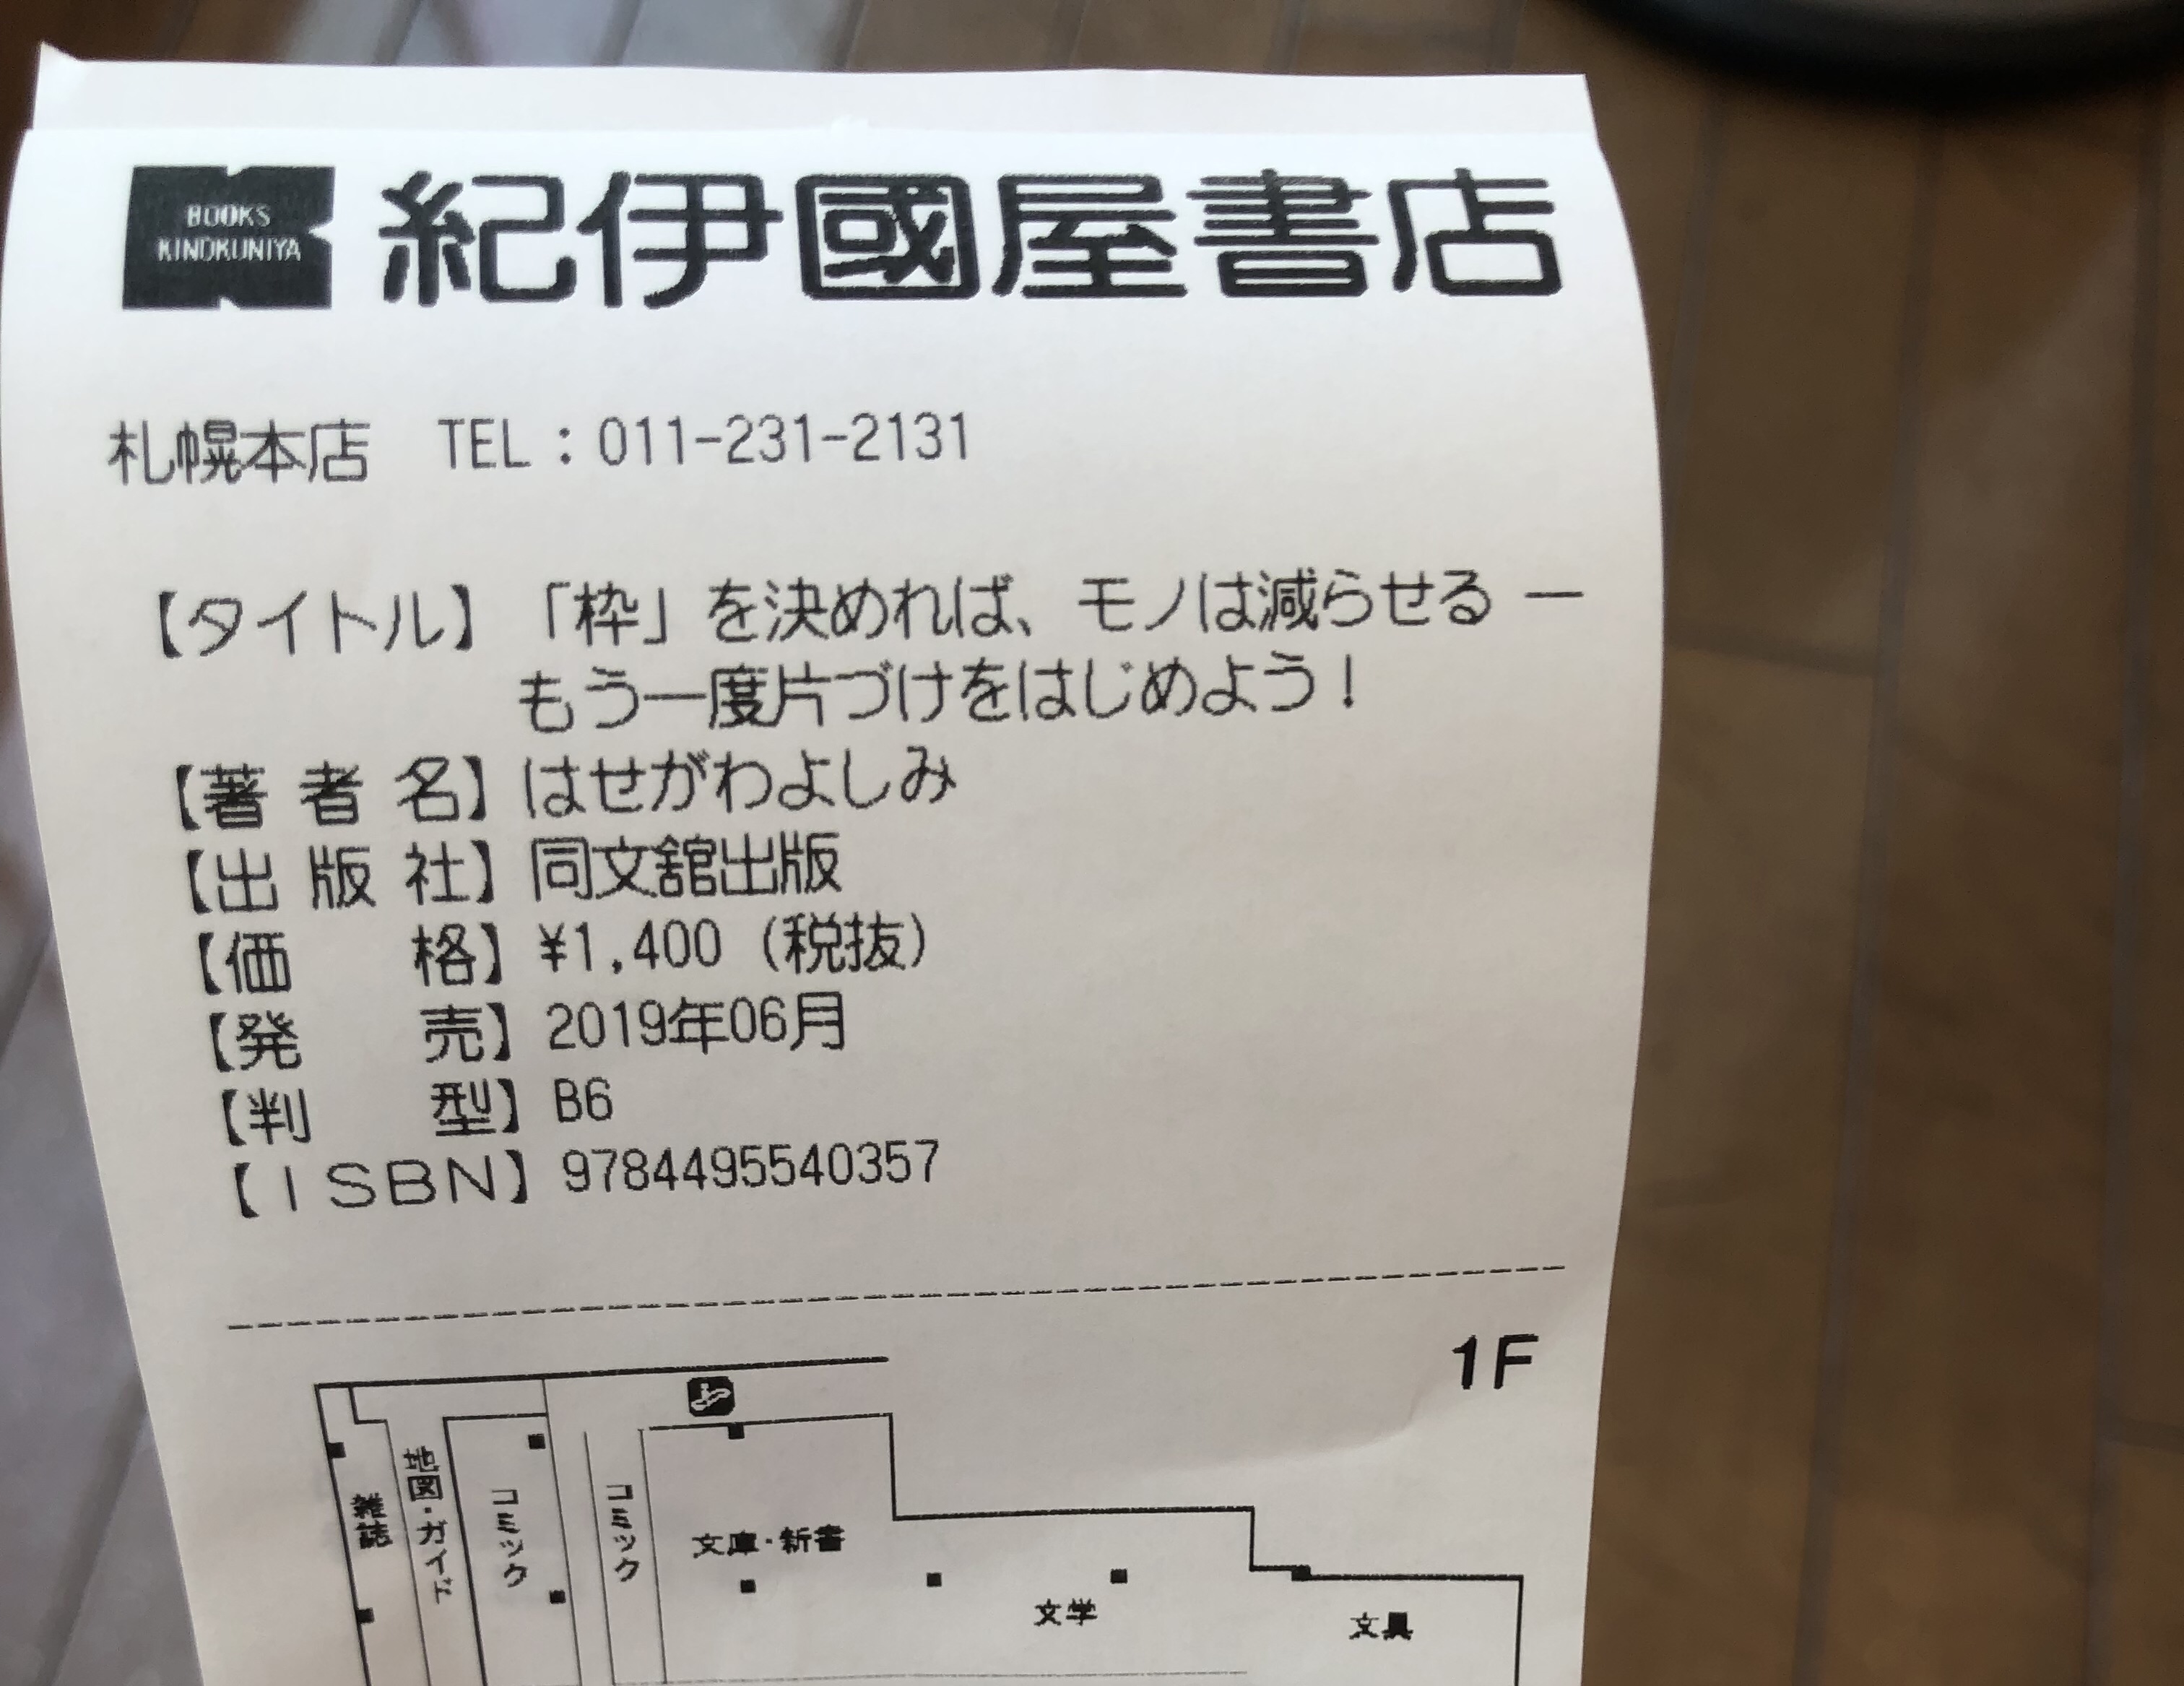 BOOKS
KINOKUNIYA
紀伊國屋書店
札幌本店 TEL：011-231-2131
【タイトル】「枠」を決めれば、モノは減らせる ―
もう一度片づけをはじめよう！
【著 者 名】はせがわよしみ
【出 版 社】同文舘出版
【価　　格】¥1,400（税抜）
【発　　売】2019年06月
【判　　型】B6
【ＩＳＢＮ】9784495540357
1F
雑誌
地図・ガイド
コミック
コミック
文庫・新書
文学
文具